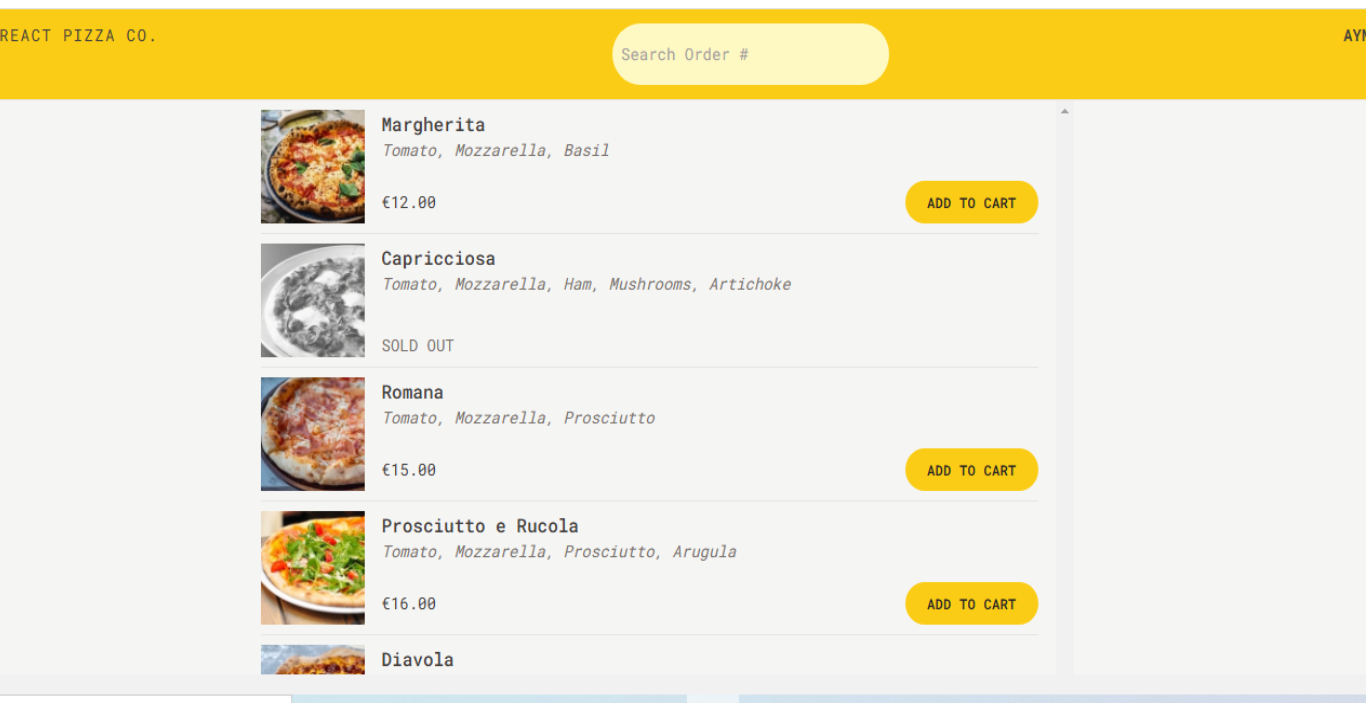 REACT PIZZA CO.
Search Order #
Margherita
Tomato, Mozzarella, Basil
€12.00
ADD TO CART
Capricciosa
Tomato, Mozzarella, Ham, Mushrooms, Artichoke
SOLD OUT
Romana
Tomato, Mozzarella, Prosciutto
€15.00
ADD TO CART
Prosciutto e Rucola
Tomato, Mozzarella, Prosciutto, Arugula
€16.00
ADD TO CART
Diavola